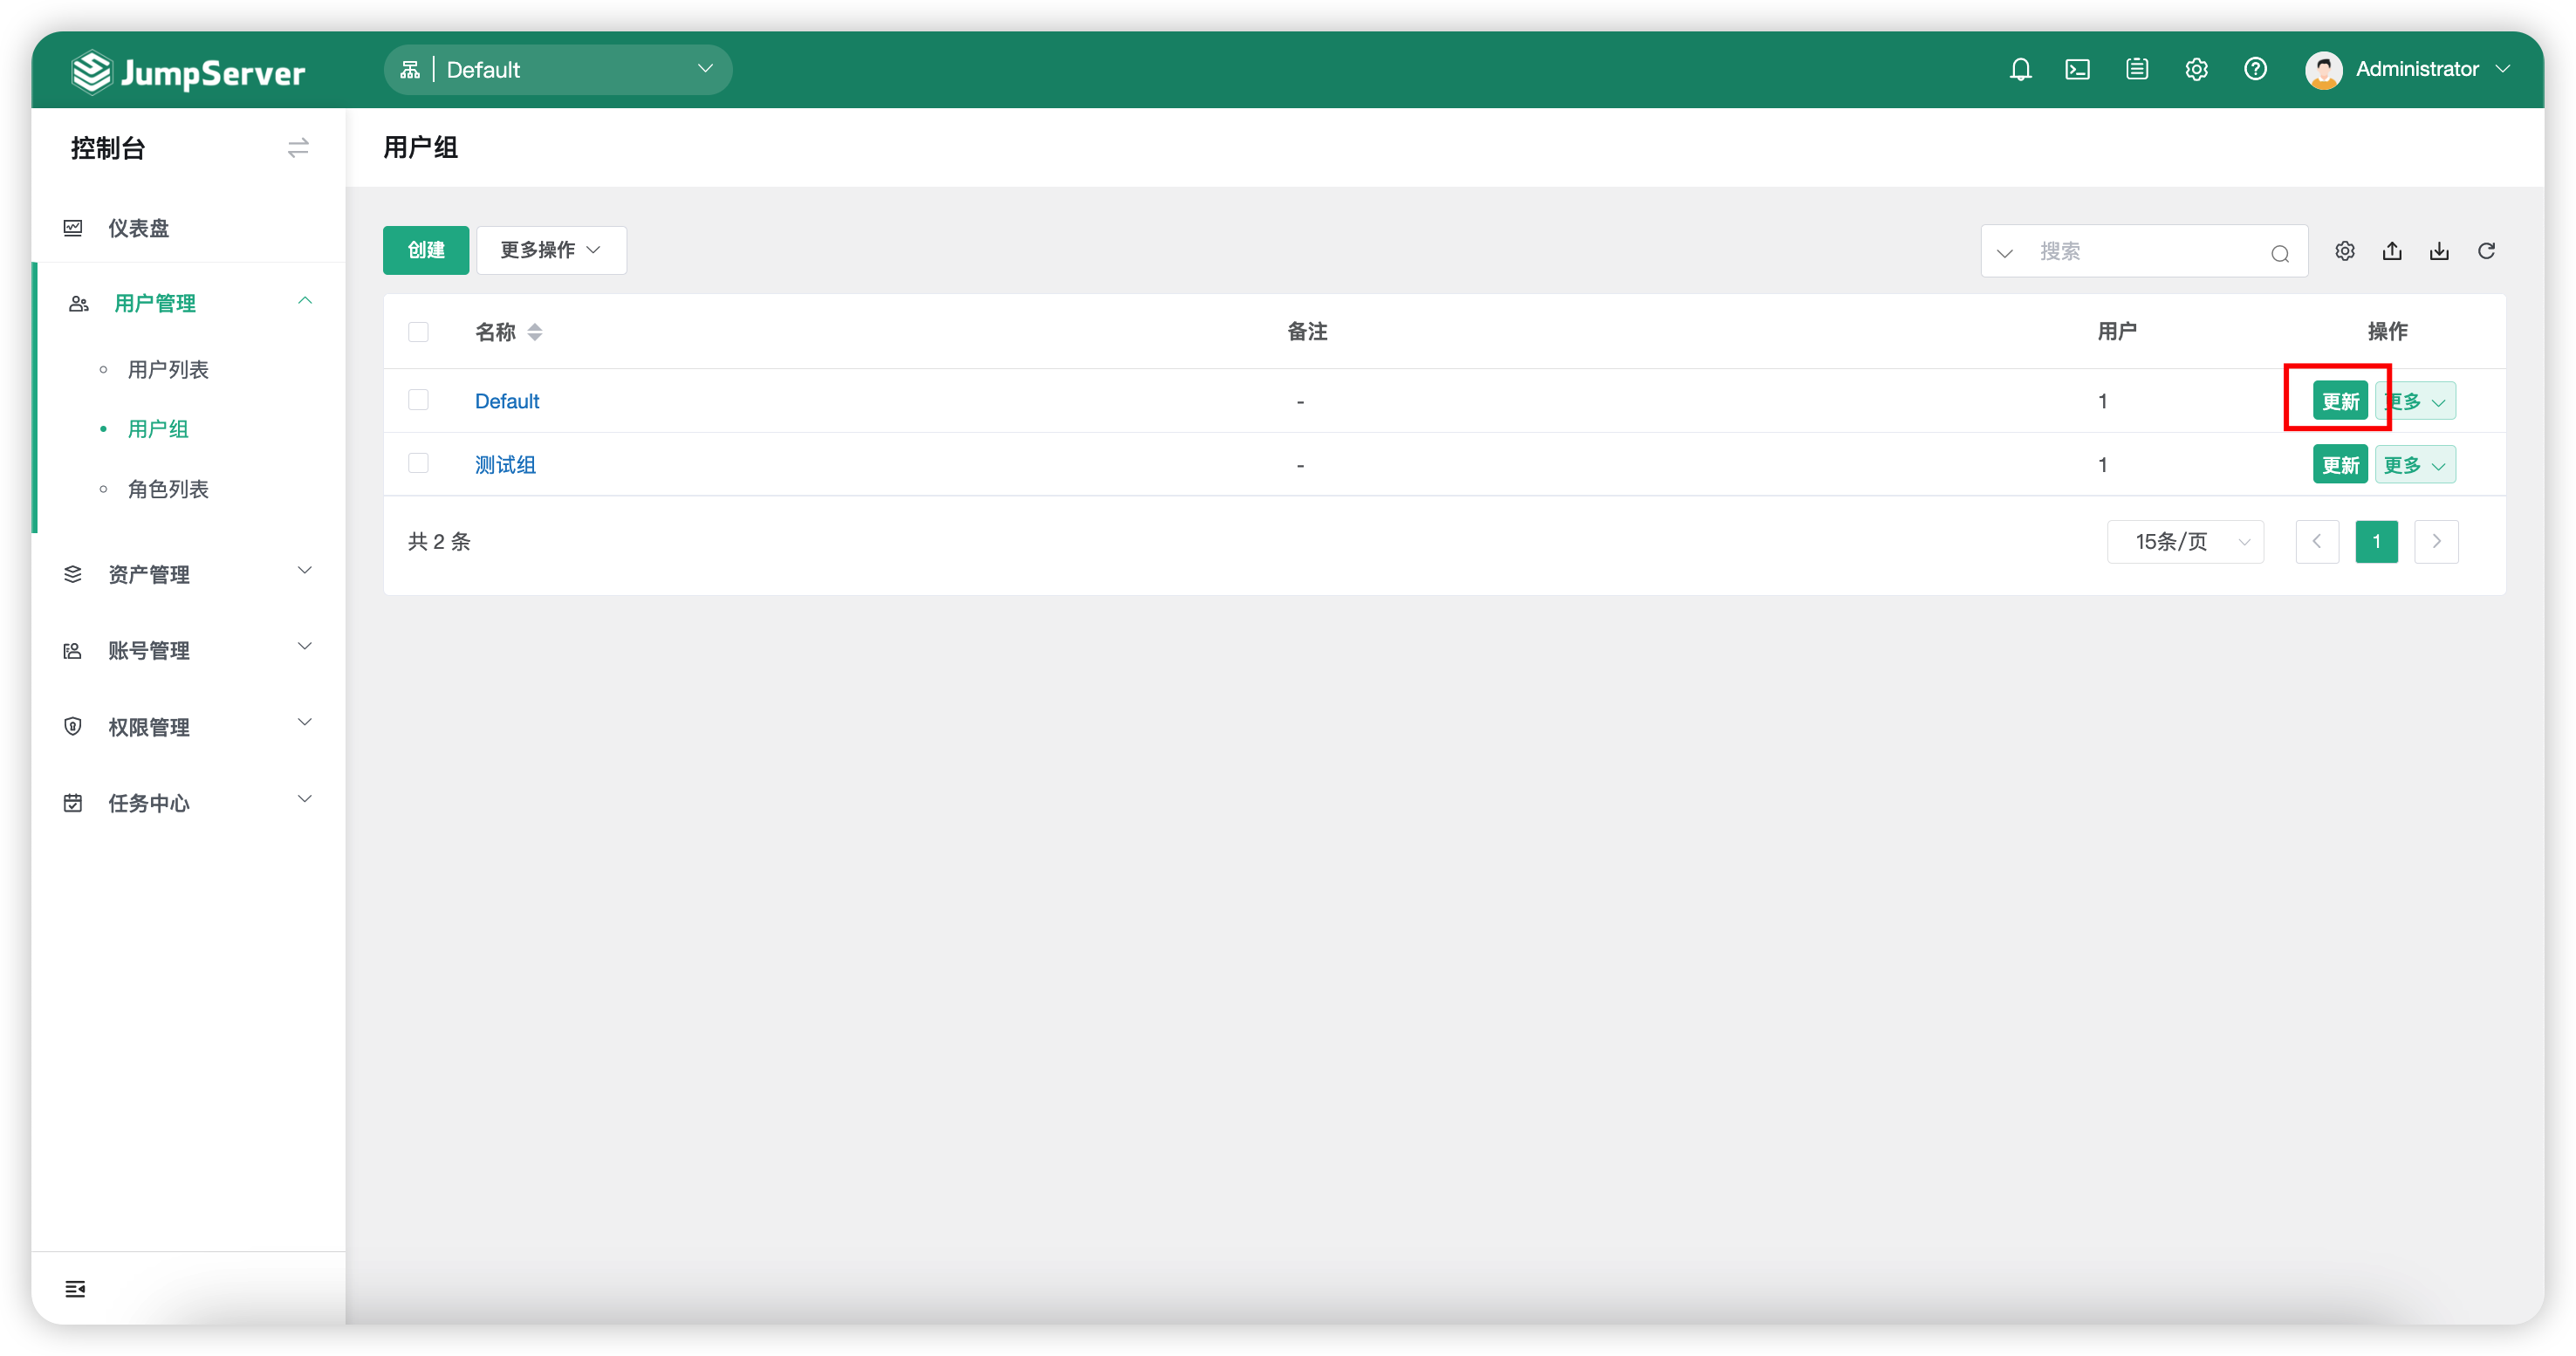 JumpServer
Default
Administrator
控制台
用户组
仪表盘
用户管理
用户列表
用户组
角色列表
资产管理
账号管理
权限管理
任务中心
创建
更多操作
搜索
名称 备注 用户 操作
Default - 1 更新 更多
测试组 - 1 更新 更多
共 2 条
15条/页
1